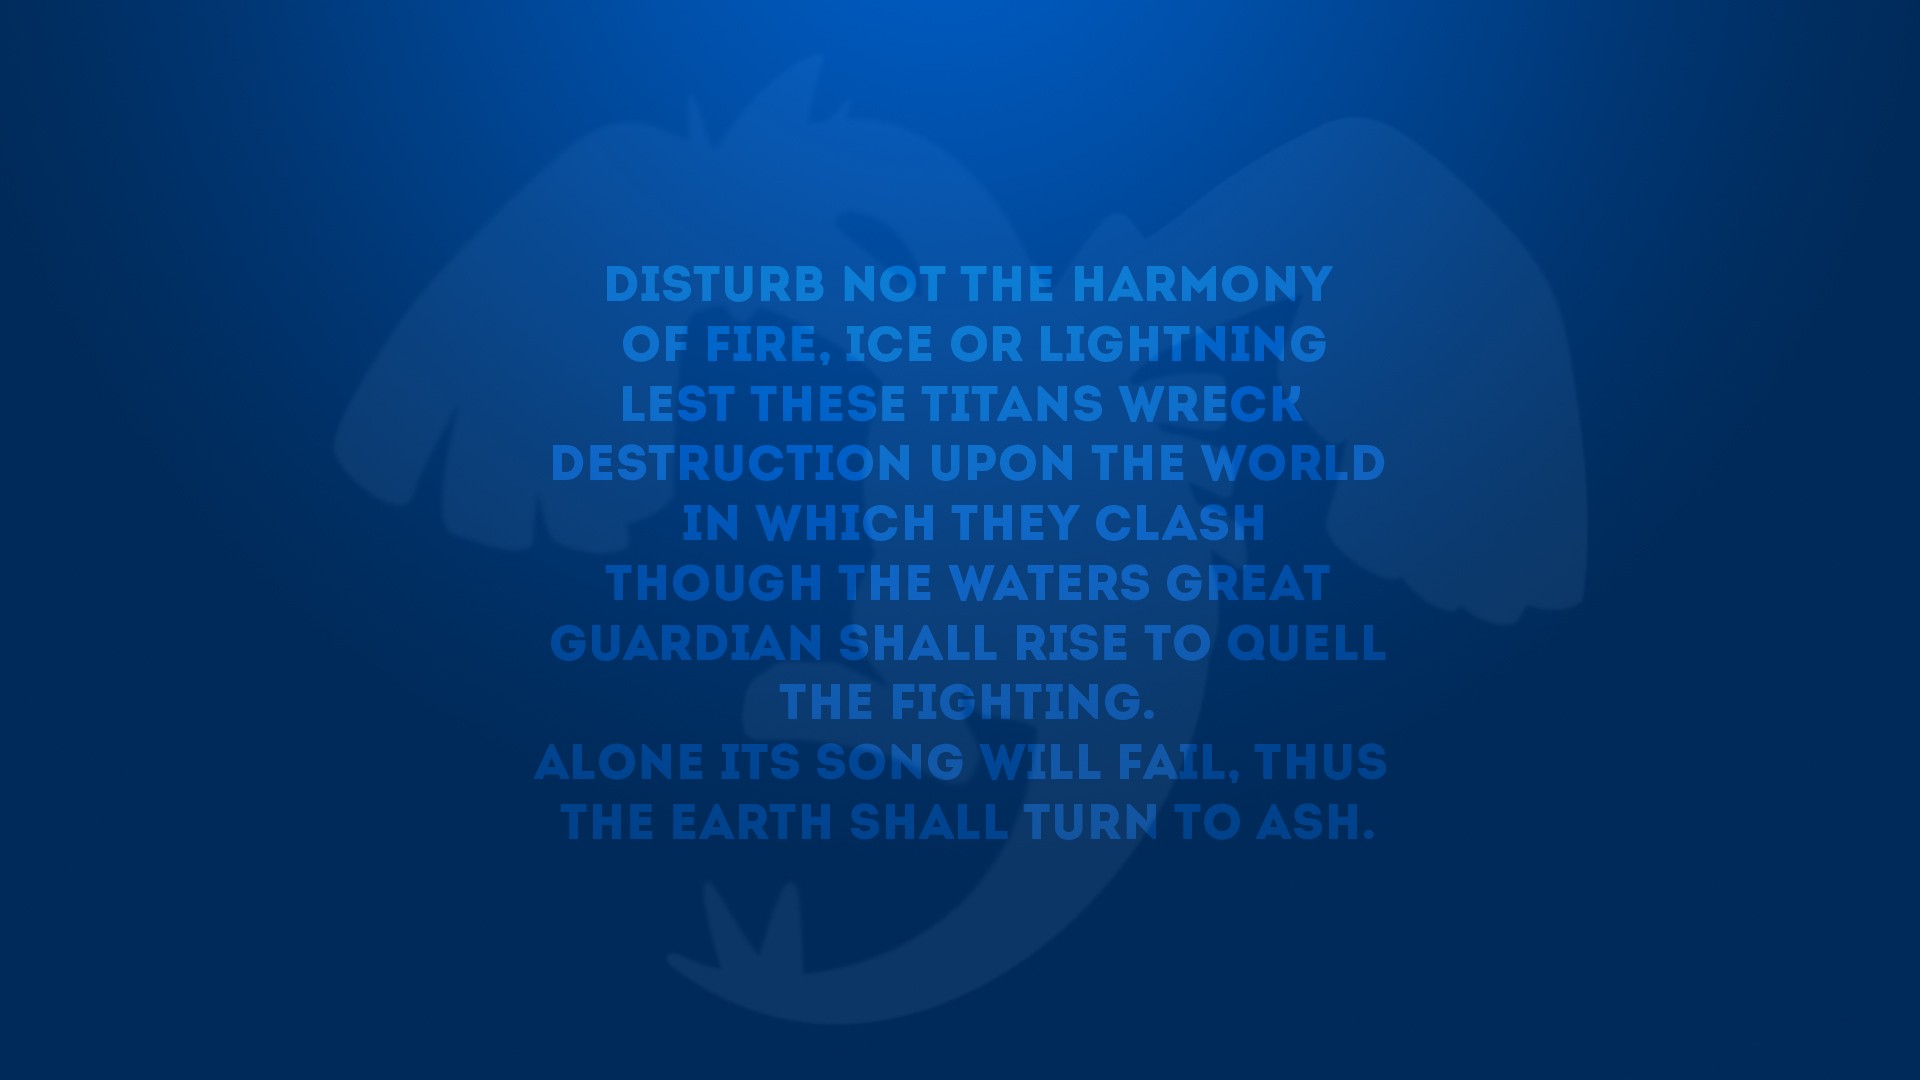 DISTURB NOT THE HARMONY
OF FIRE, ICE OR LIGHTNING
LEST THESE TITANS WRECK
DESTRUCTION UPON THE WORLD
IN WHICH THEY CLASH
THOUGH THE WATERS GREAT
GUARDIAN SHALL RISE TO QUELL
THE FIGHTING.
ALONE ITS SONG WILL FAIL, THUS
THE EARTH SHALL TURN TO ASH.